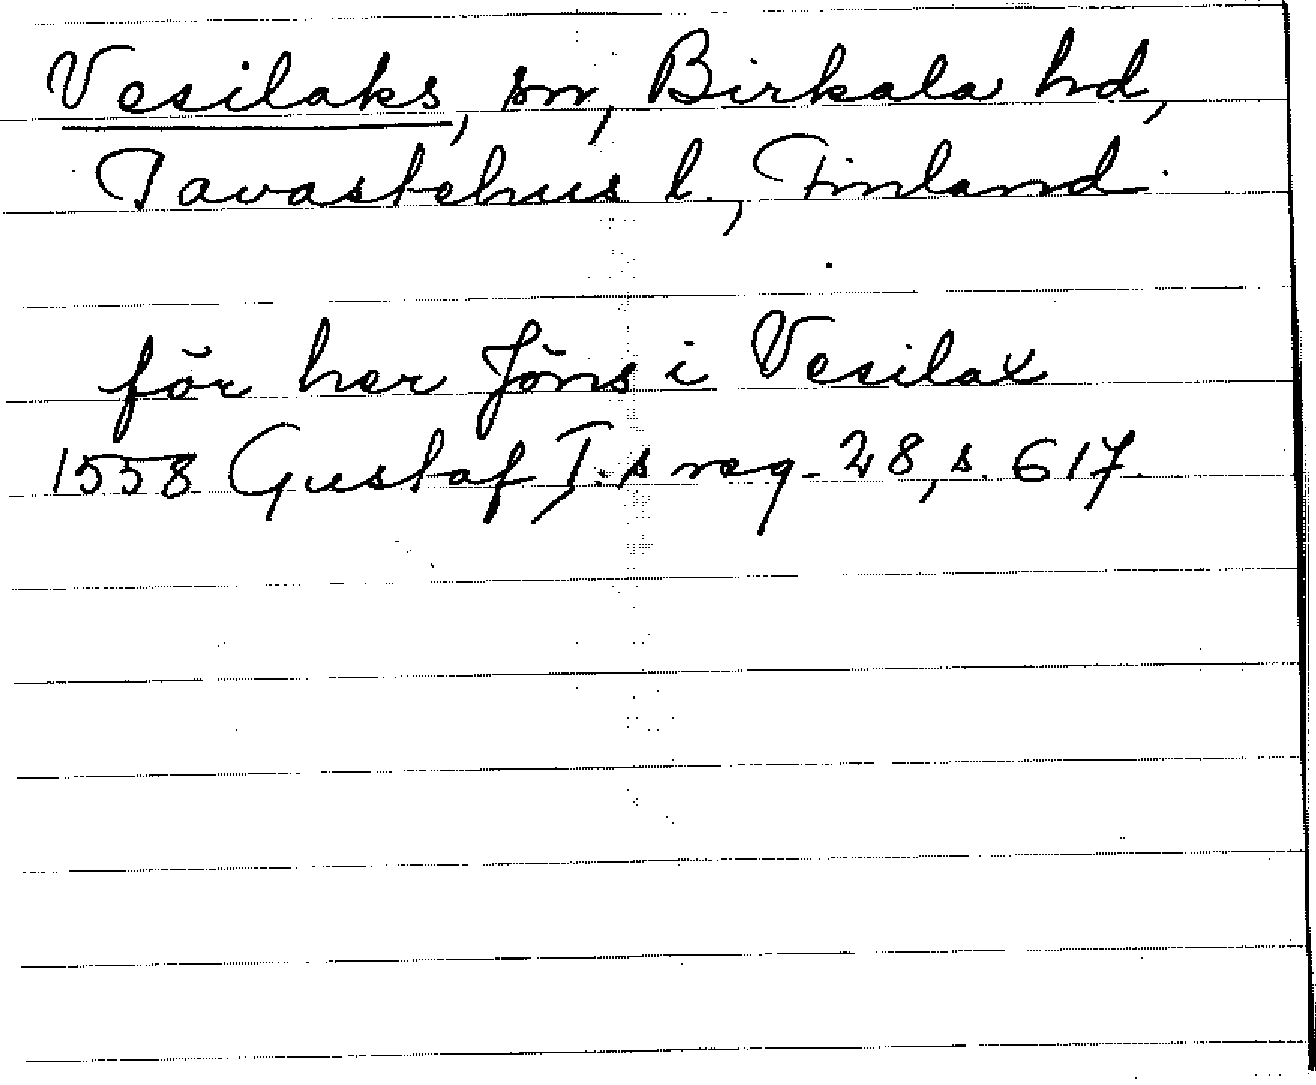 Vesilaks, sn, Birkala hd,
Tavastehus l., Finland.
för her Jöns i Vesilax
1558 Gustaf I:s reg. 28, s. 617.